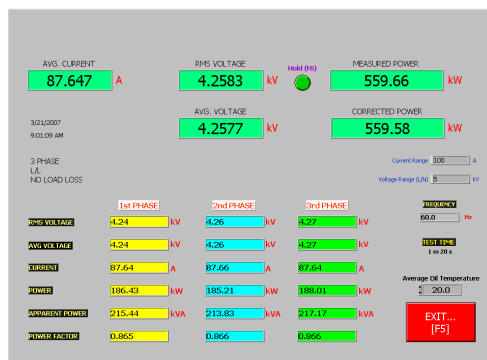 AVG. CURRENT
87.647 A
RMS VOLTAGE
4.2583 kV
Hold (F6)
MEASURED POWER
559.66 kW
AVG. VOLTAGE
4.2577 kV
CORRECTED POWER
559.58 kW
3/21/2007
9:01:09 AM
3 PHASE
L/L
NO LOAD LOSS
Current Range 100 A
Voltage Range (L/N) 5 KV
1st PHASE 2nd PHASE 3rd PHASE
RMS VOLTAGE 4.24 kV 4.26 kV 4.27 kV
AVG VOLTAGE 4.24 kV 4.26 kV 4.27 kV
CURRENT 87.64 A 87.66 A 87.64 A
POWER 186.43 kW 185.21 kW 188.01 kW
APPARENT POWER 215.44 kVA 213.83 kVA 217.17 kVA
POWER FACTOR 0.865 0.866 0.866
FREQUENCY
60.0 Hz
TEST TIME
1 m 20 s
Average Oil Temperature
20.0
EXIT...
[F5]